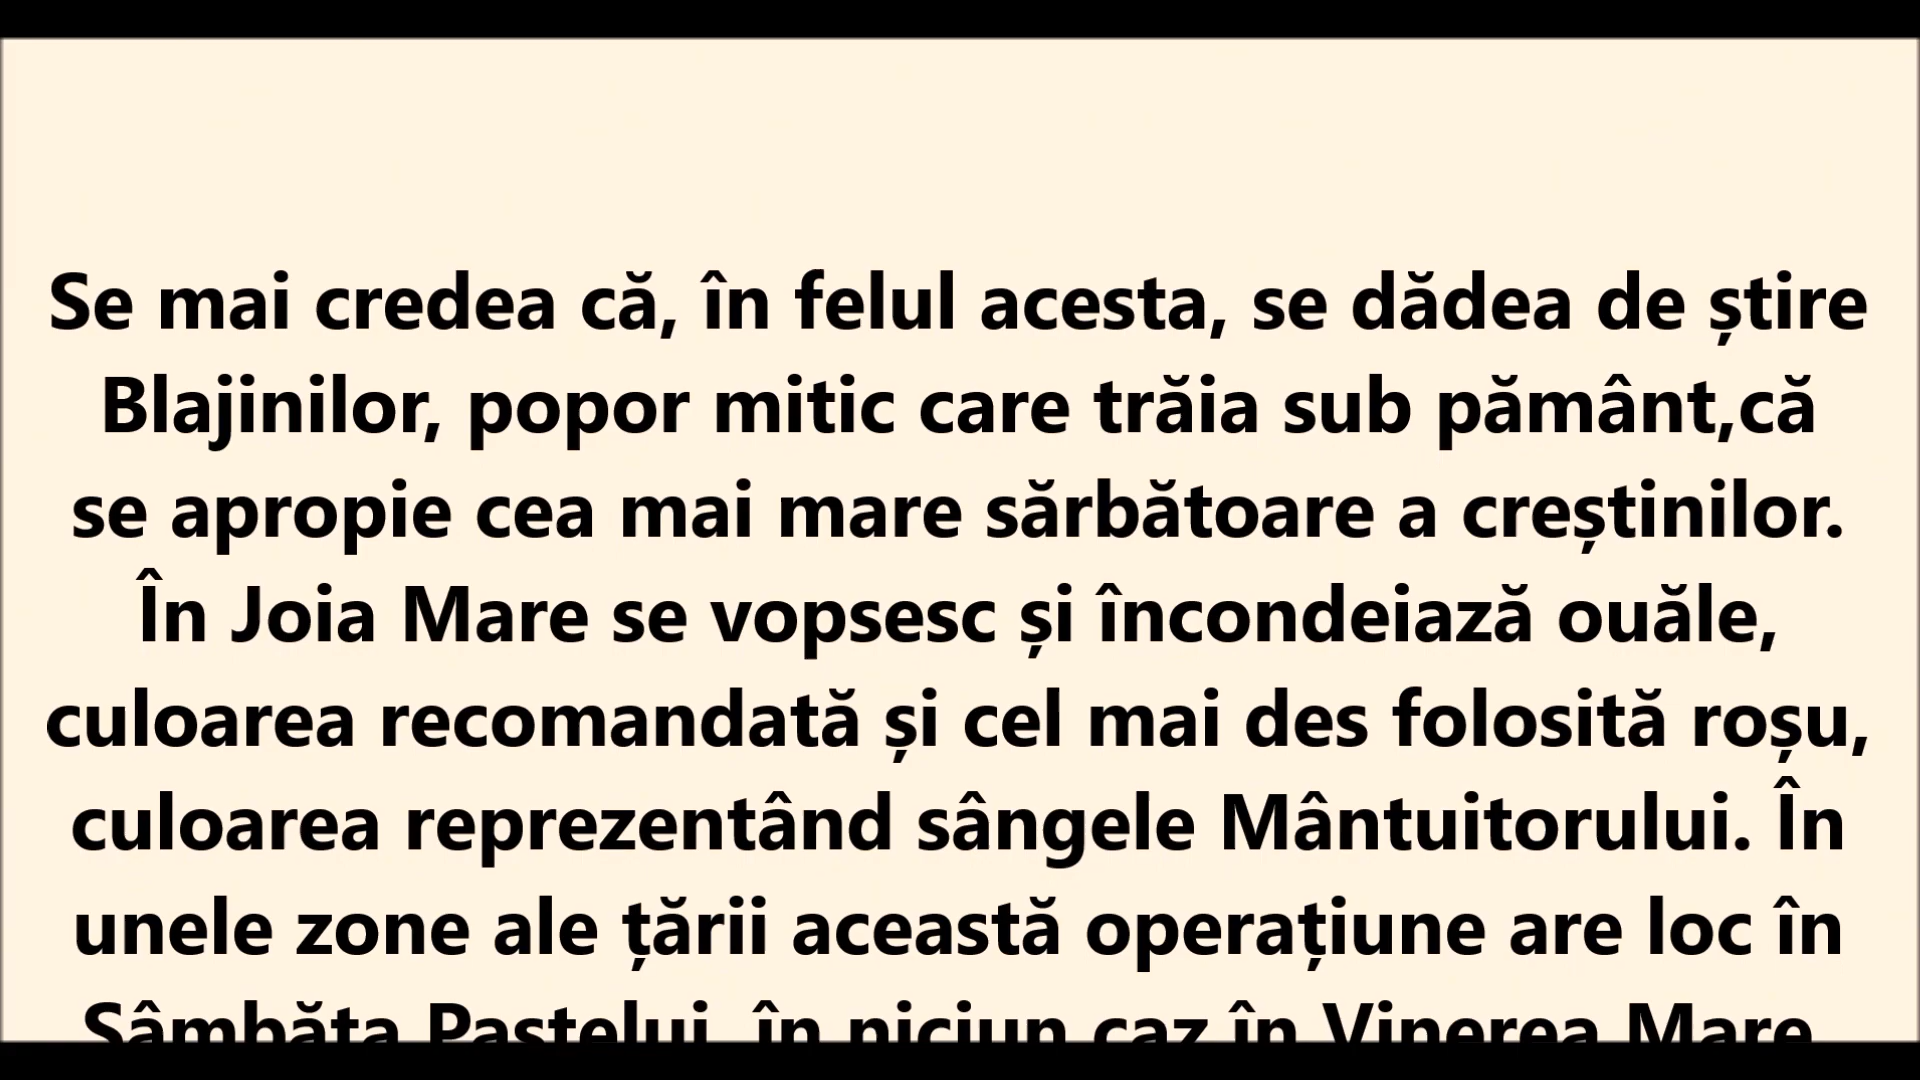 Se mai credea că, în felul acesta, se dădea de știre
Blajinilor, popor mitic care trăia sub pământ,că
se apropie cea mai mare sărbătoare a creștinilor.
În Joia Mare se vopsesc și încondeiază ouăle,
culoarea recomandată și cel mai des folosită roșu,
culoarea reprezentând sângele Mântuitorului. În
unele zone ale țării această operațiune are loc în
Sâmbăta Paștelui, în niciun caz în Vinerea Mare